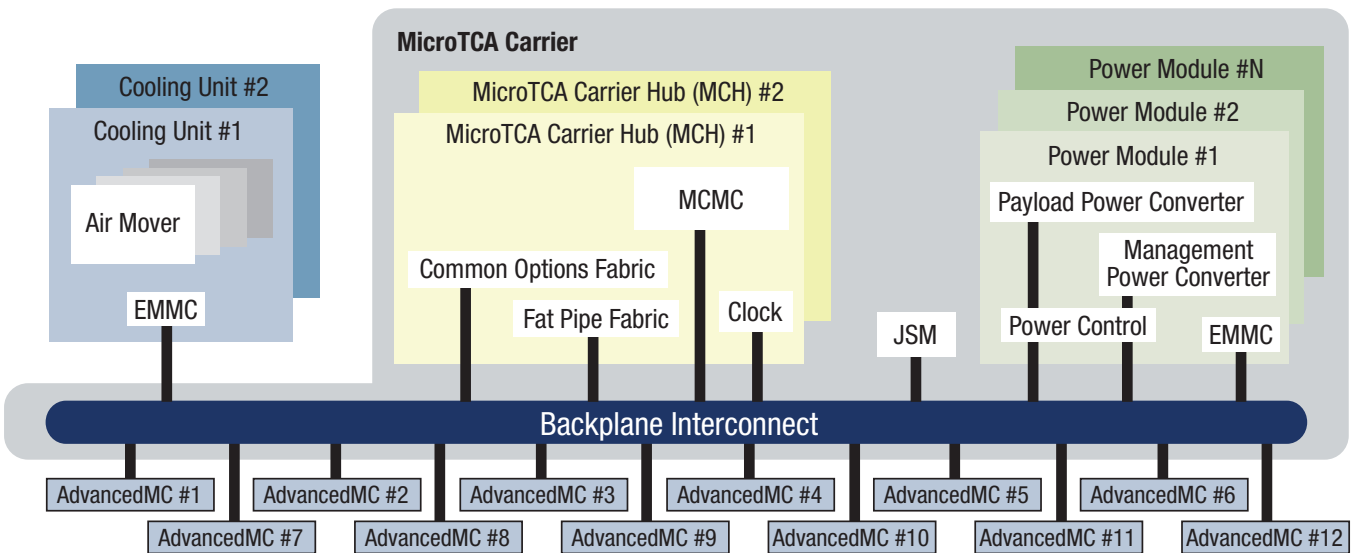 MicroTCA Carrier
Cooling Unit #2
Cooling Unit #1
Air Mover
EMMC
MicroTCA Carrier Hub (MCH) #2
MicroTCA Carrier Hub (MCH) #1
MCMC
Common Options Fabric
Fat Pipe Fabric
Clock
JSM
Power Module #N
Power Module #2
Power Module #1
Payload Power Converter
Management
Power Converter
Power Control
EMMC
Backplane Interconnect
AdvancedMC #1
AdvancedMC #2
AdvancedMC #3
AdvancedMC #4
AdvancedMC #5
AdvancedMC #6
AdvancedMC #7
AdvancedMC #8
AdvancedMC #9
AdvancedMC #10
AdvancedMC #11
AdvancedMC #12